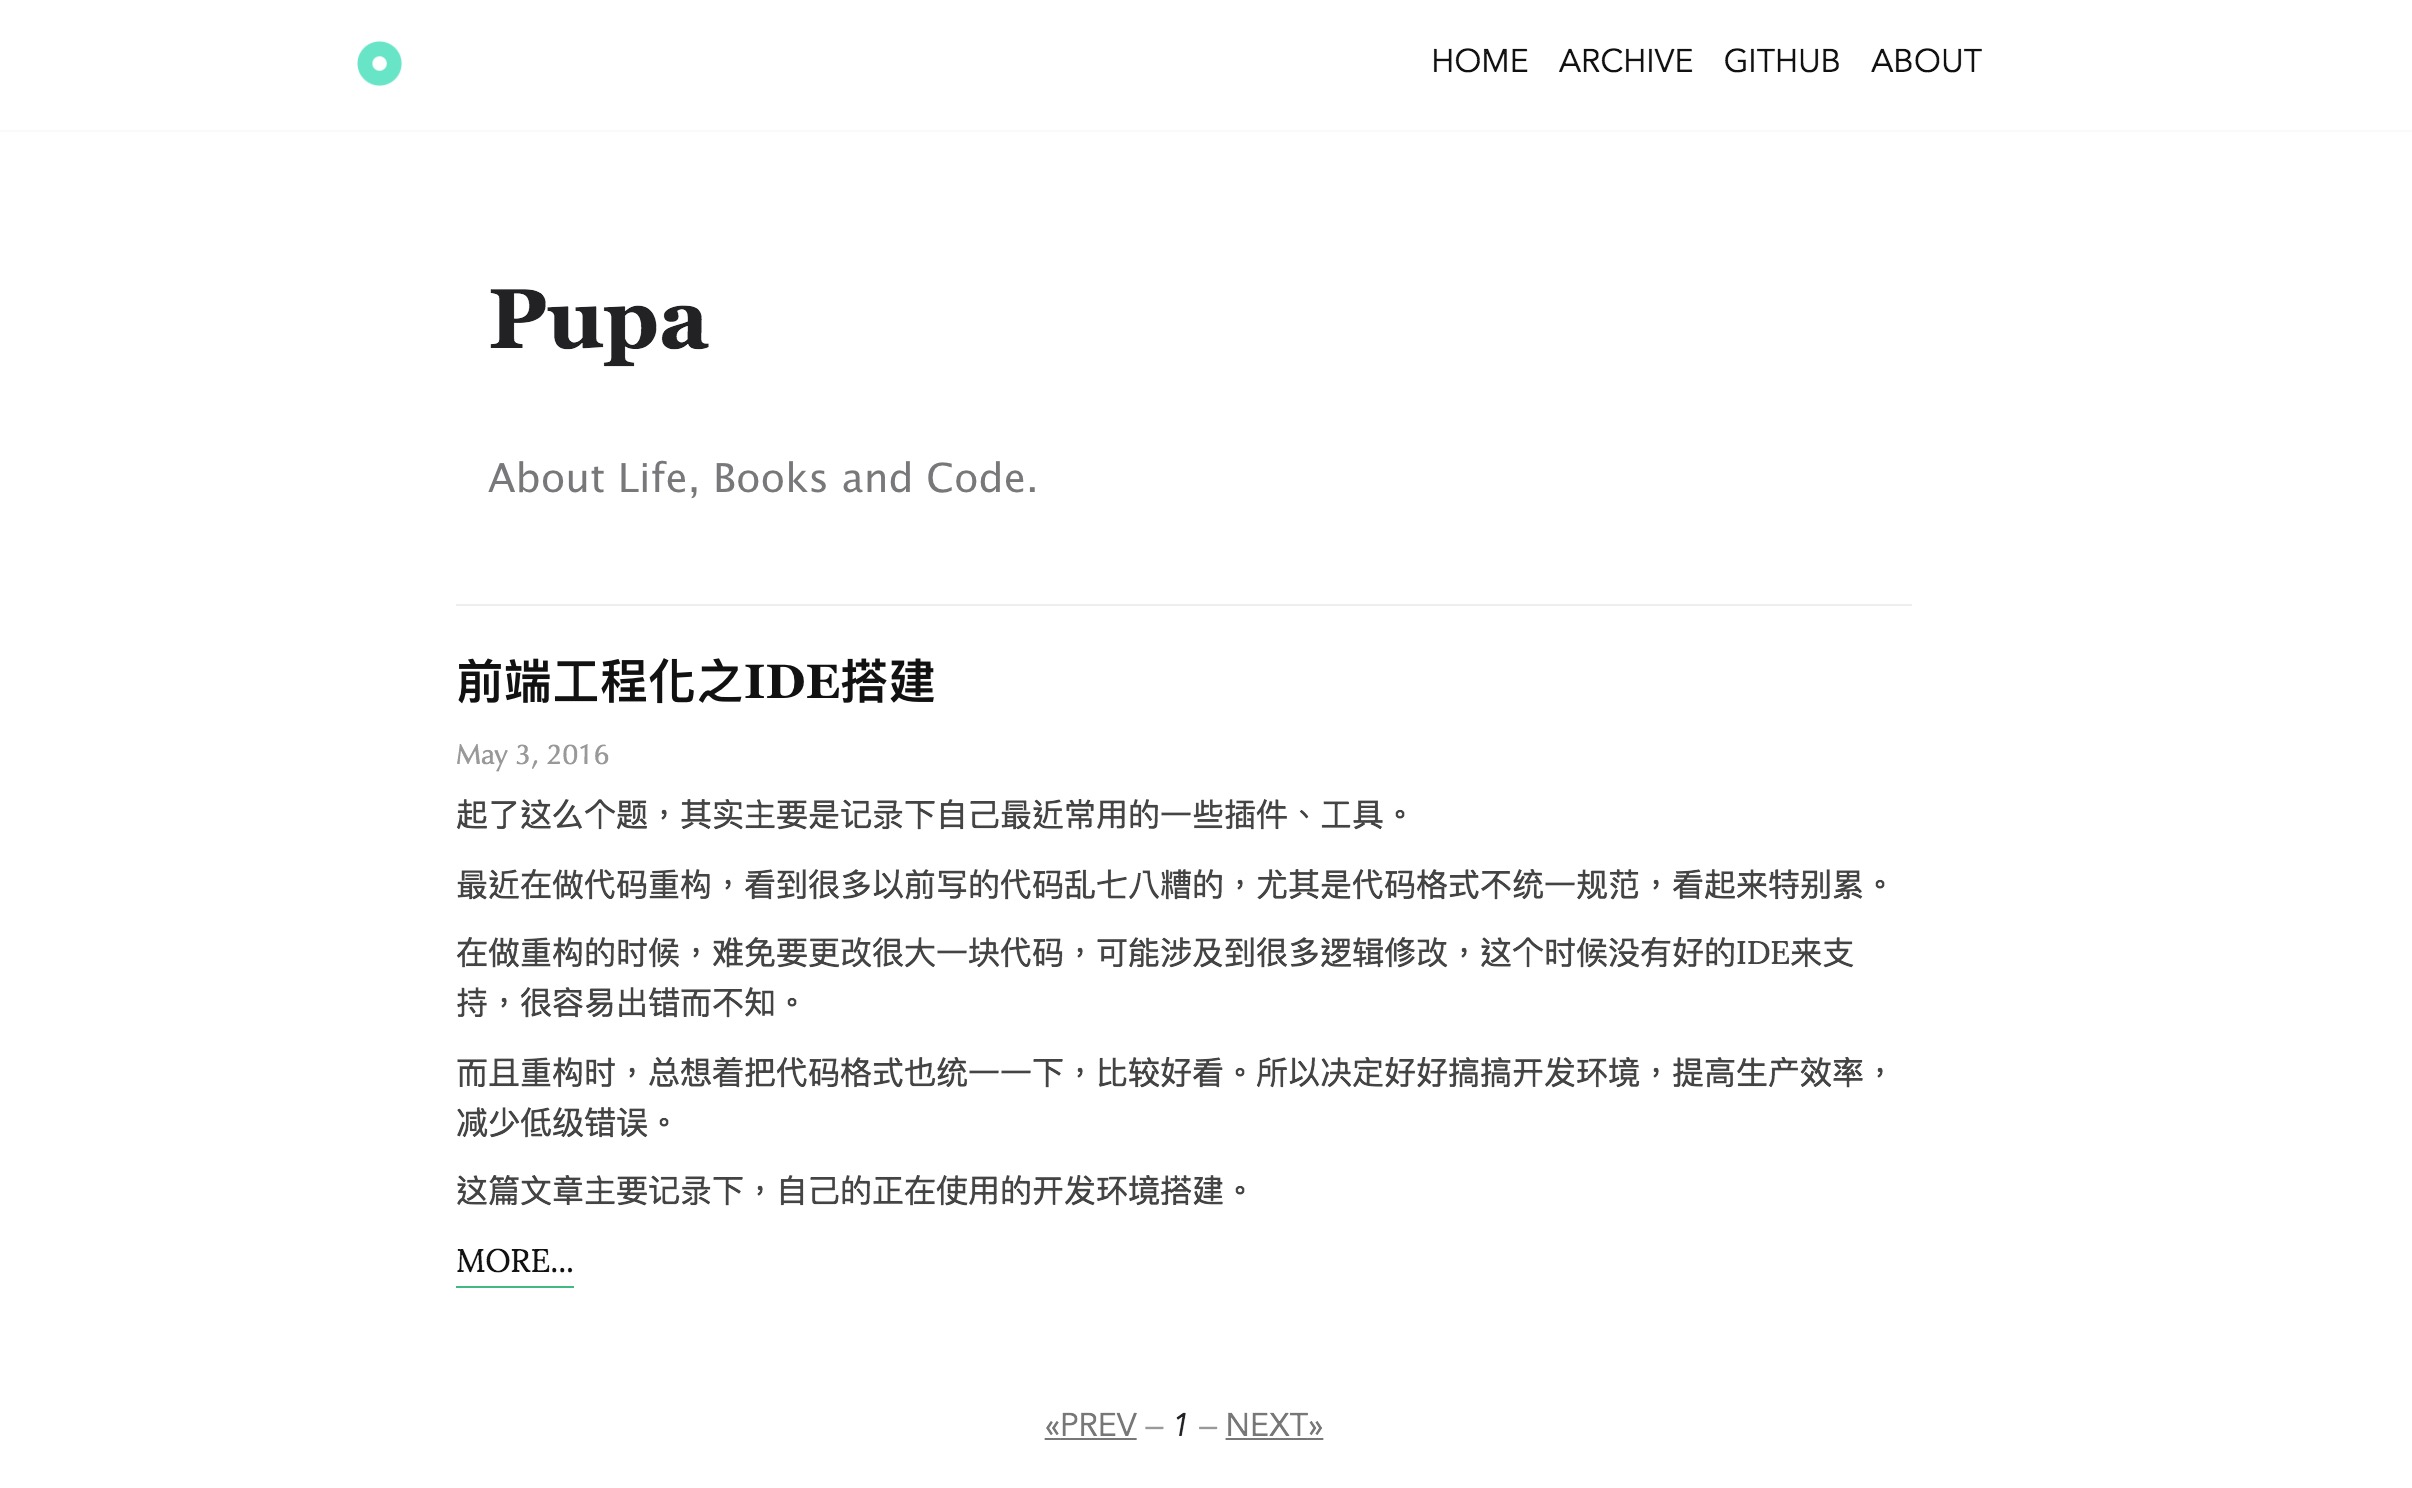 HOME ARCHIVE GITHUB ABOUT
Pupa
About Life, Books and Code.
前端工程化之IDE搭建
May 3, 2016
起了这么个题，其实主要是记录下自己最近常用的一些插件、工具。
最近在做代码重构，看到很多以前写的代码乱七八糟的，尤其是代码格式不统一规范，看起来特别累。
在做重构的时候，难免要更改很大一块代码，可能涉及到很多逻辑修改，这个时候没有好的IDE来支
持，很容易出错而不知。
而且重构时，总想着把代码格式也统一一下，比较好看。所以决定好好搞搞开发环境，提高生产效率，
减少低级错误。
这篇文章主要记录下，自己的正在使用的开发环境搭建。
MORE...
«PREV – 1 – NEXT»